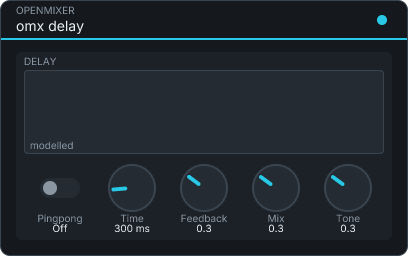 OPENMIXER
omx delay
DELAY
modelled
Pingpong Time Feedback Mix Tone
Off 300 ms 0.3 0.3 0.3